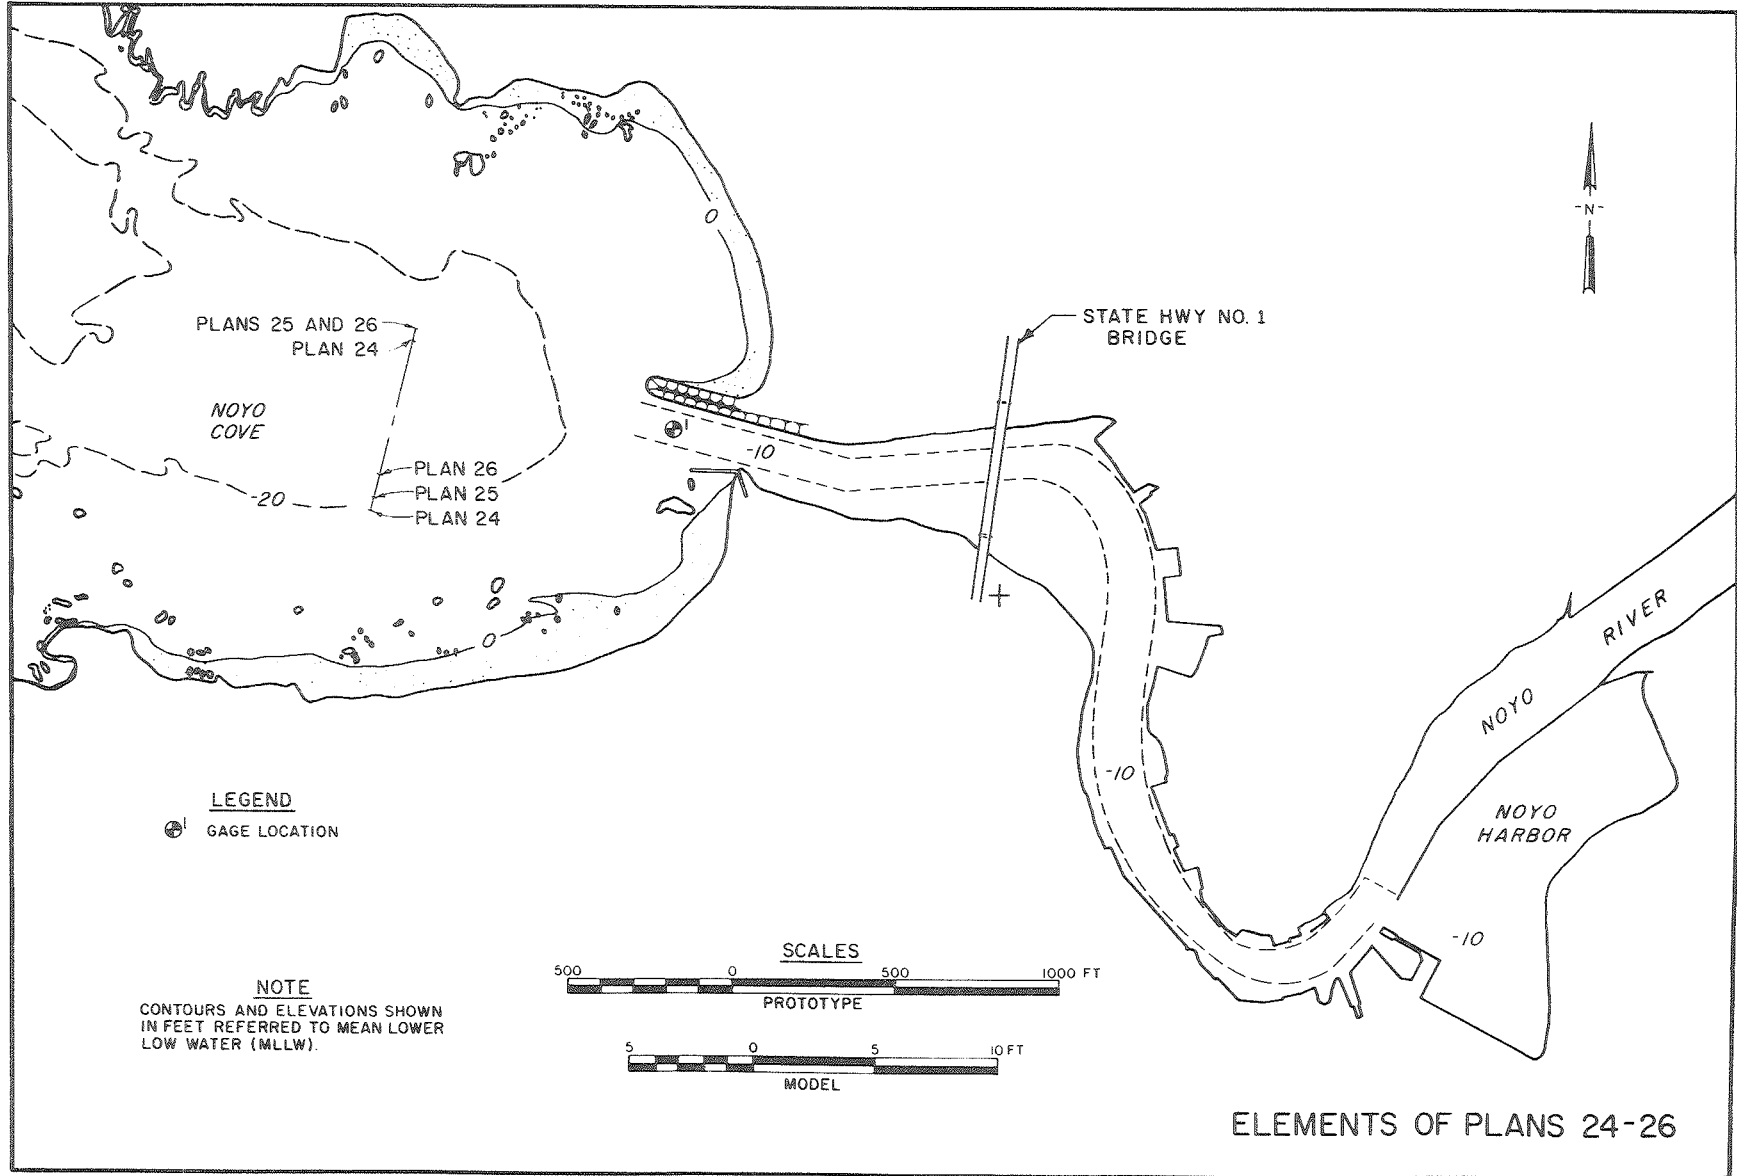 0
0
-N-
STATE HWY NO. 1
BRIDGE
PLANS 25 AND 26
PLAN 24
NOYO
COVE
1
-10
PLAN 26
PLAN 25
PLAN 24
-20
0
NOYO RIVER
-10
NOYO
HARBOR
-10
LEGEND
1 GAGE LOCATION
NOTE
CONTOURS AND ELEVATIONS SHOWN
IN FEET REFERRED TO MEAN LOWER
LOW WATER (MLLW).
SCALES
500 0 500 1000 FT
PROTOTYPE
5 0 5 10 FT
MODEL
ELEMENTS OF PLANS 24-26